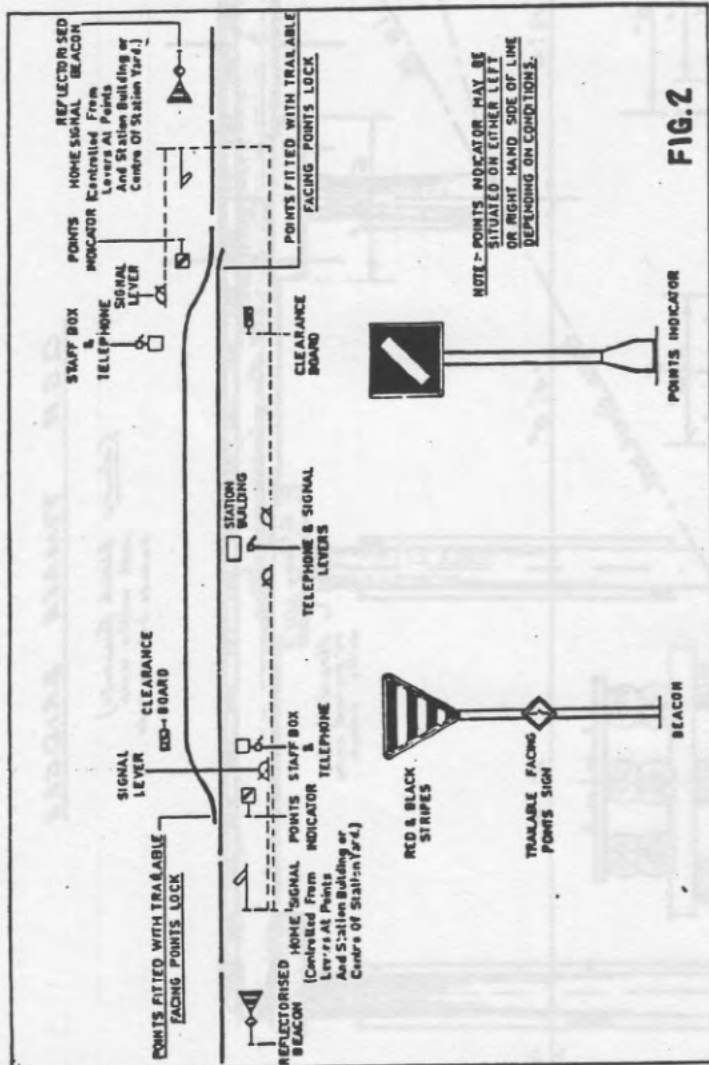 POINTS FITTED WITH TRAILABLE
FACING POINTS LOCK
SIGNAL
LEVER
CLEARANCE
BOARD
STAFF BOX
&
TELEPHONE
SIGNAL
LEVER
POINTS
INDICATOR
REFLECTORISED
HOME SIGNAL BEACON
(Controlled From
Levers At Points
And Station Building or
Centre Of Station Yard.)
STATION
BUILDING
REFLECTORISED
BEACON
HOME SIGNAL
(Controlled From
Levers At Points
And Station Building or
Centre Of Station Yard.)
POINTS
INDICATOR
STAFF BOX
&
TELEPHONE
TELEPHONE & SIGNAL
LEVERS
CLEARANCE
BOARD
POINTS FITTED WITH TRAILABLE
FACING POINTS LOCK
RED & BLACK
STRIPES
TRAILABLE FACING
POINTS SIGN
BEACON
POINTS INDICATOR
NOTE:- POINTS INDICATOR MAY BE
SITUATED ON EITHER LEFT
OR RIGHT HAND SIDE OF LINE
DEPENDING ON CONDITIONS.
FIG. 2